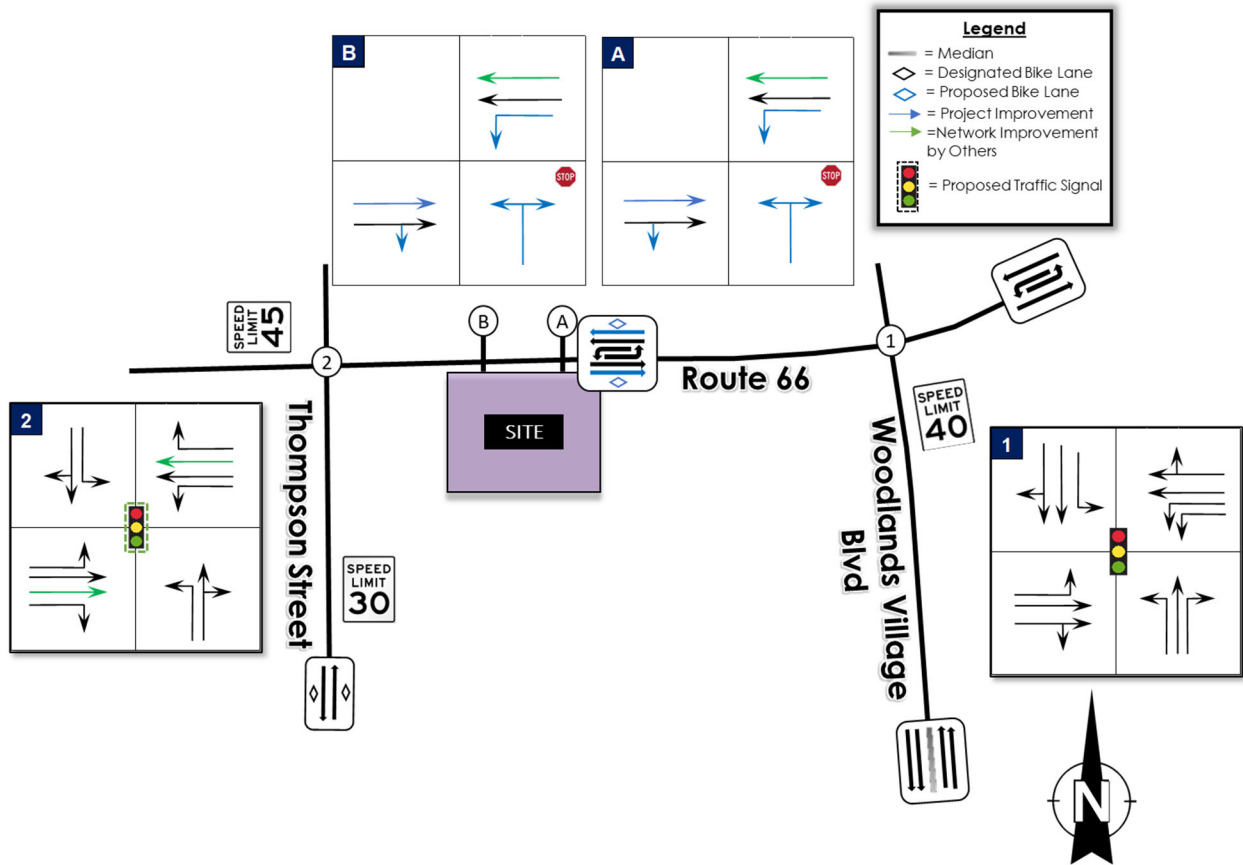 B
STOP
A
STOP
Legend
= Median
= Designated Bike Lane
= Proposed Bike Lane
= Project Improvement
=Network Improvement
by Others
= Proposed Traffic Signal
SPEED
LIMIT
45
2
B
A
1
Route 66
SITE
2
Thompson Street
SPEED
LIMIT
30
Woodlands Village
Blvd
SPEED
LIMIT
40
1
N